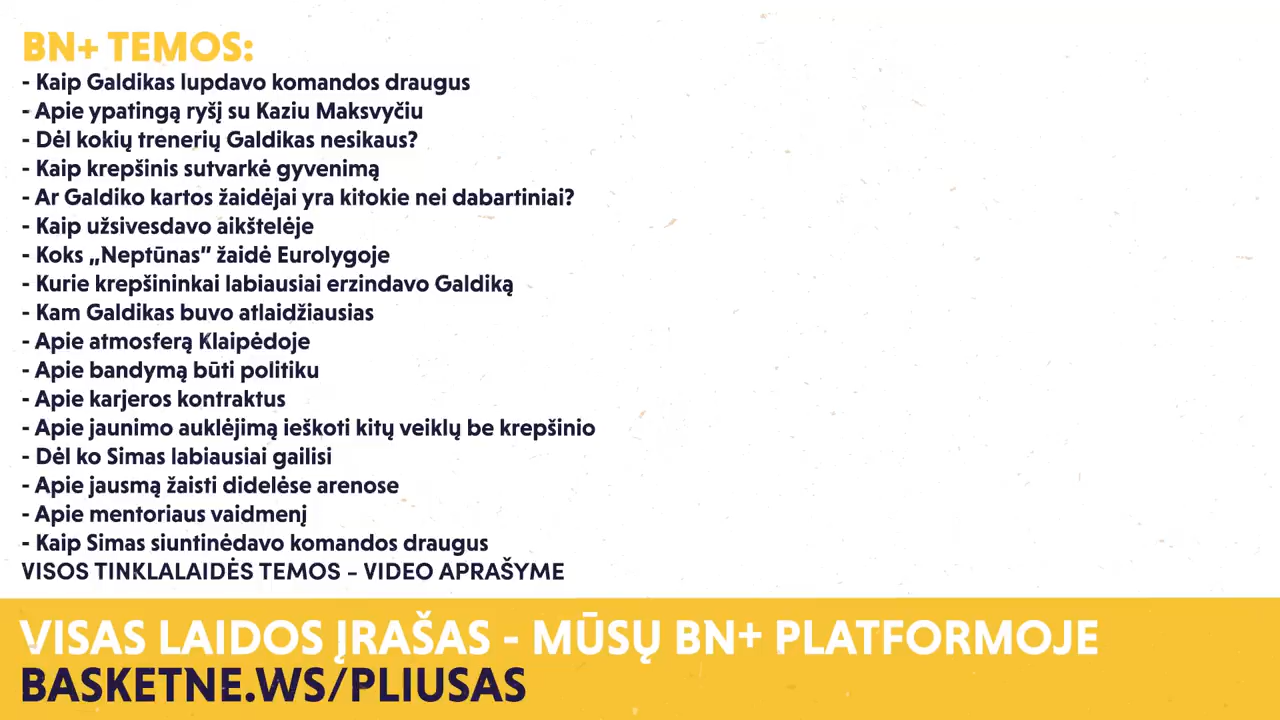 BN+ TEMOS:
- Kaip Galdikas lupdavo komandos draugus
- Apie ypatingą ryšį su Kaziu Maksvyčiu
- Dėl kokių trenerių Galdikas nesikaus?
- Kaip krepšinis sutvarkė gyvenimą
- Ar Galdiko kartos žaidėjai yra kitokie nei dabartiniai?
- Kaip užsivesdavo aikštelėje
- Koks „Neptūnas” žaidė Eurolygoje
- Kurie krepšininkai labiausiai erzindavo Galdiką
- Kam Galdikas buvo atlaidžiausias
- Apie atmosferą Klaipėdoje
- Apie bandymą būti politiku
- Apie karjeros kontraktus
- Apie jaunimo auklėjimą ieškoti kitų veiklų be krepšinio
- Dėl ko Simas labiausiai gailisi
- Apie jausmą žaisti didelėse arenose
- Apie mentoriaus vaidmenį
- Kaip Simas siuntinėdavo komandos draugus
VISOS TINKLALAIDĖS TEMOS – VIDEO APRAŠYME
VISAS LAIDOS ĮRAŠAS - MŪSŲ BN+ PLATFORMOJE
BASKETNE.WS/PLIUSAS